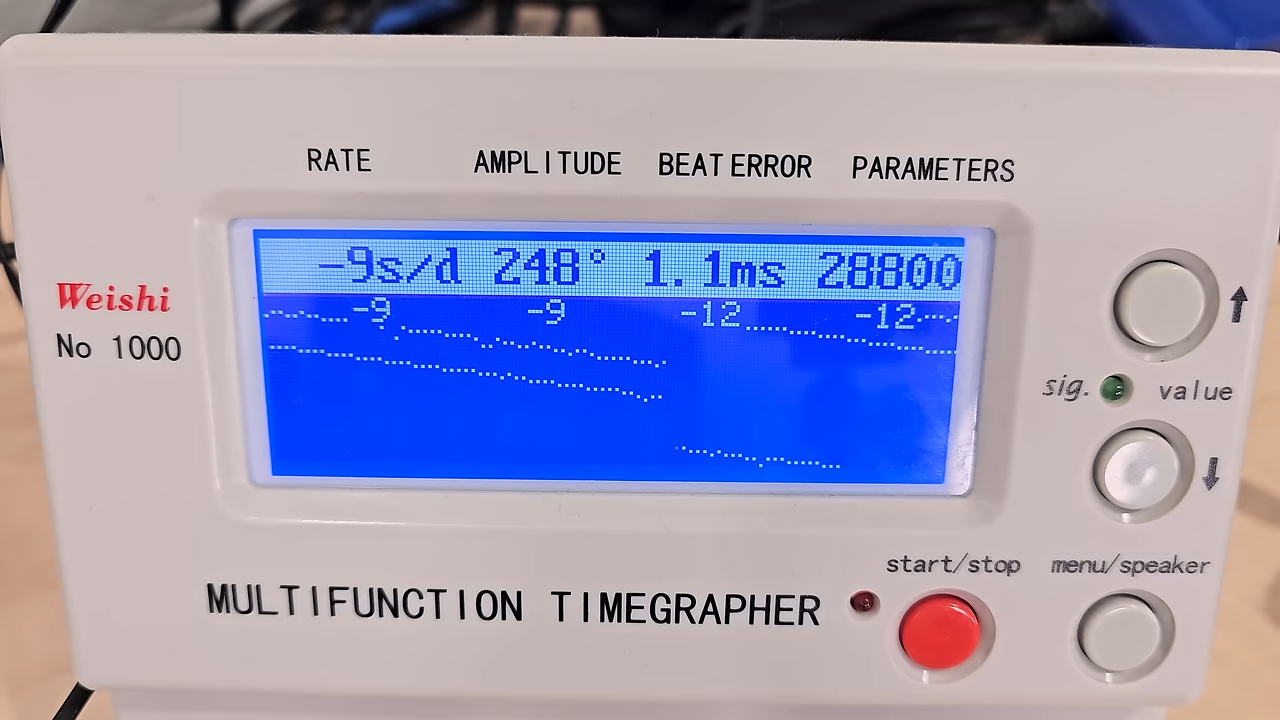 RATE AMPLITUDE BEAT ERROR PARAMETERS
-9s/d 248° 1.1ms 28800
-9 -9 -12 -12
Weishi
No 1000
sig. value
start/stop menu/speaker
MULTIFUNCTION TIMEGRAPHER